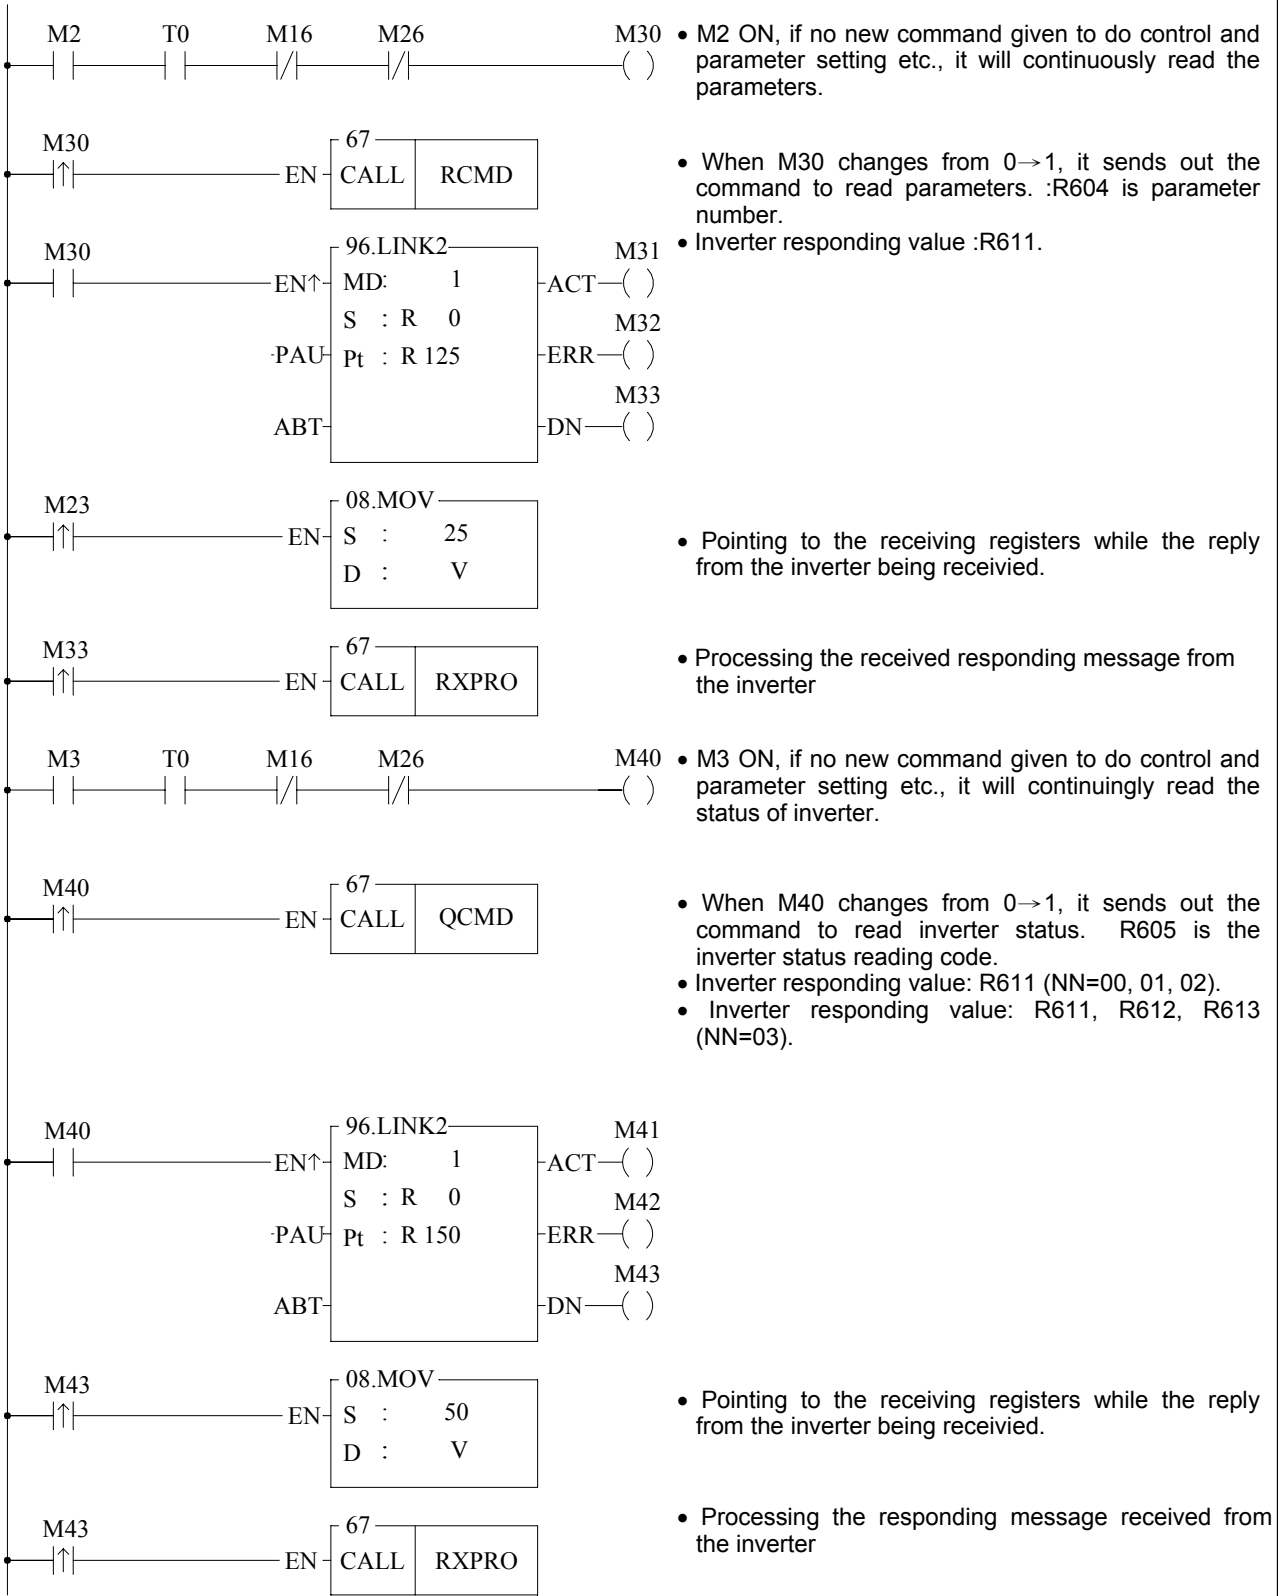 M2 T0 M16 M26 M30
• M2 ON, if no new command given to do control and
parameter setting etc., it will continuously read the
parameters.
M30
EN 67 CALL RCMD
• When M30 changes from 0→1, it sends out the
command to read parameters. :R604 is parameter
number.
• Inverter responding value :R611.
M30
96.LINK2
M31
EN↑ MD: 1 ACT
S : R 0
M32
PAU Pt : R 125 ERR
M33
ABT DN
M23
08.MOV
EN S : 25
D : V
• Pointing to the receiving registers while the reply
from the inverter being receivied.
M33
67
EN CALL RXPRO
• Processing the received responding message from
the inverter
M3 T0 M16 M26 M40
• M3 ON, if no new command given to do control and
parameter setting etc., it will continuingly read the
status of inverter.
M40
67
EN CALL QCMD
• When M40 changes from 0→1, it sends out the
command to read inverter status. R605 is the
inverter status reading code.
• Inverter responding value: R611 (NN=00, 01, 02).
• Inverter responding value: R611, R612, R613
(NN=03).
M40
96.LINK2
M41
EN↑ MD: 1 ACT
S : R 0
M42
PAU Pt : R 150 ERR
M43
ABT DN
M43
08.MOV
EN S : 50
D : V
• Pointing to the receiving registers while the reply
from the inverter being receivied.
M43
67
EN CALL RXPRO
• Processing the responding message received from
the inverter